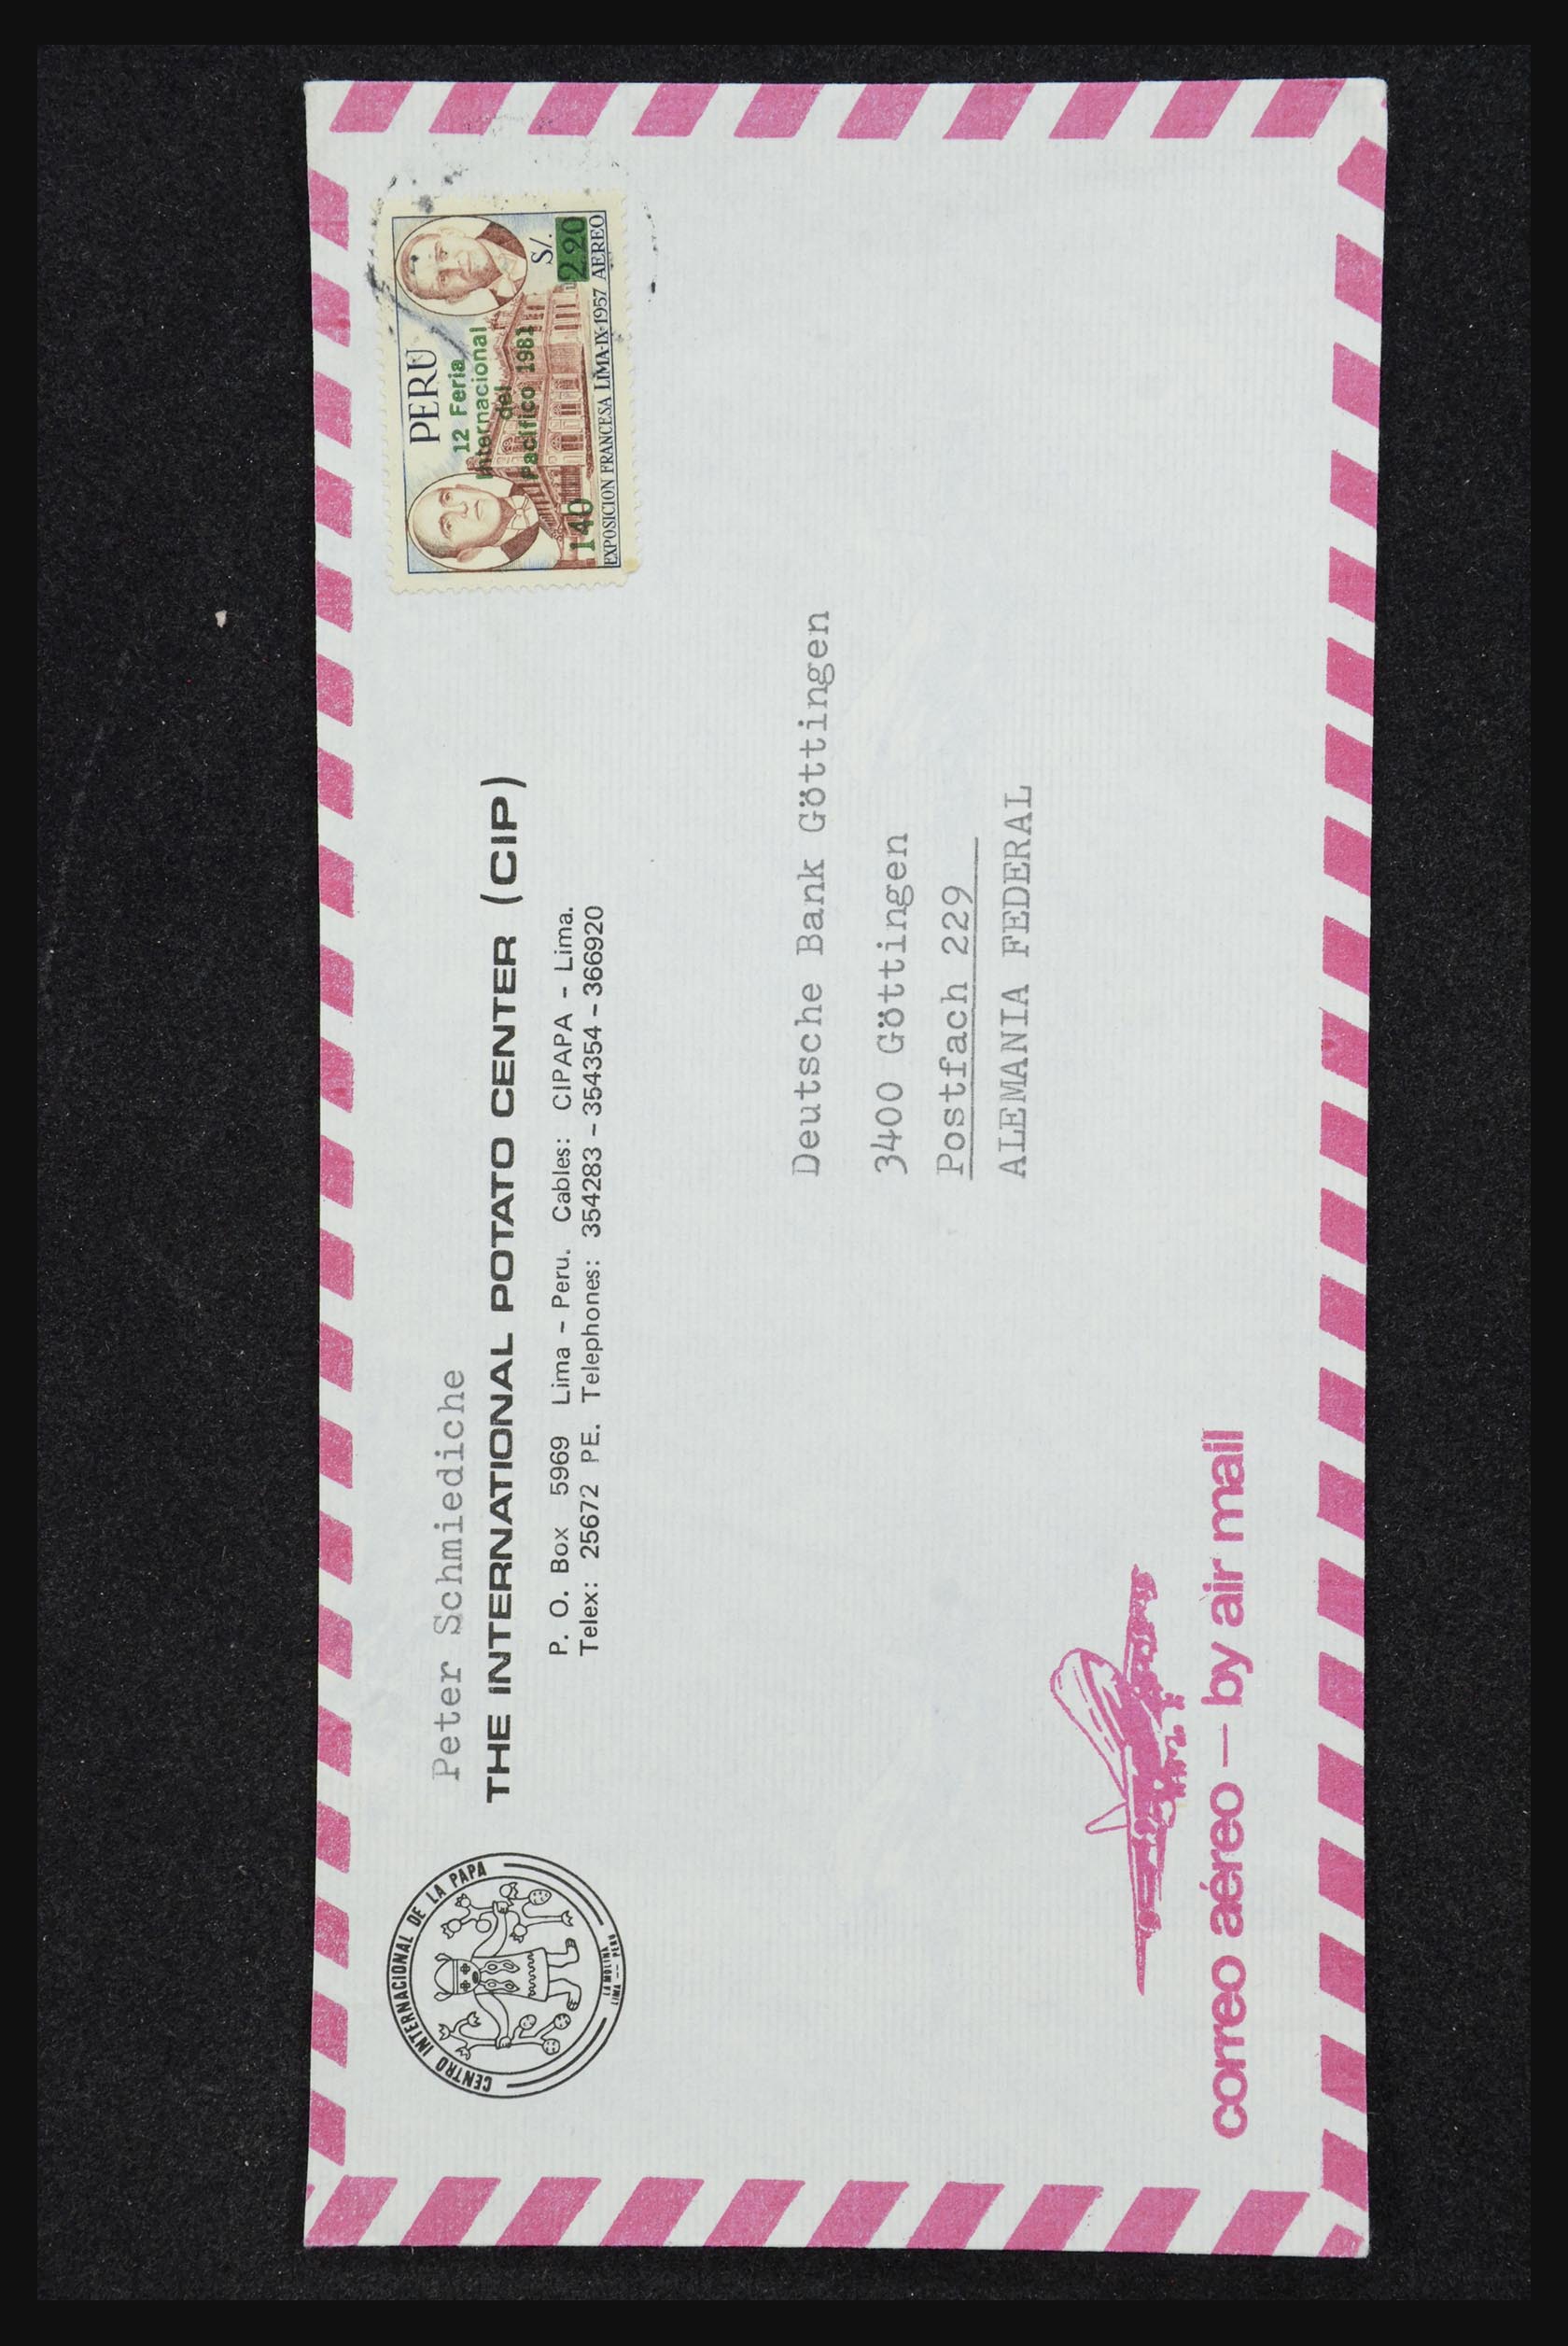 Peter Schmiediche
THE INTERNATIONAL POTATO CENTER (CIP)
P. O. Box 5969 Lima - Peru. Cables: CIPAPA - Lima.
Telex: 25672 PE. Telephones: 354283 - 354354 - 366920
CENTRO INTERNACIONAL DE LA PAPA
LA MOLINA
LIMA -- PERU
PERU
12 Feria
Internacional
del
Pacífico 1981
140
S/.
2.20
EXPOSICION FRANCESA LIMA-IX-1957 AEREO
Deutsche Bank Göttingen
3400 Göttingen
Postfach 229
ALEMANIA FEDERAL
correo aéreo — by air mail